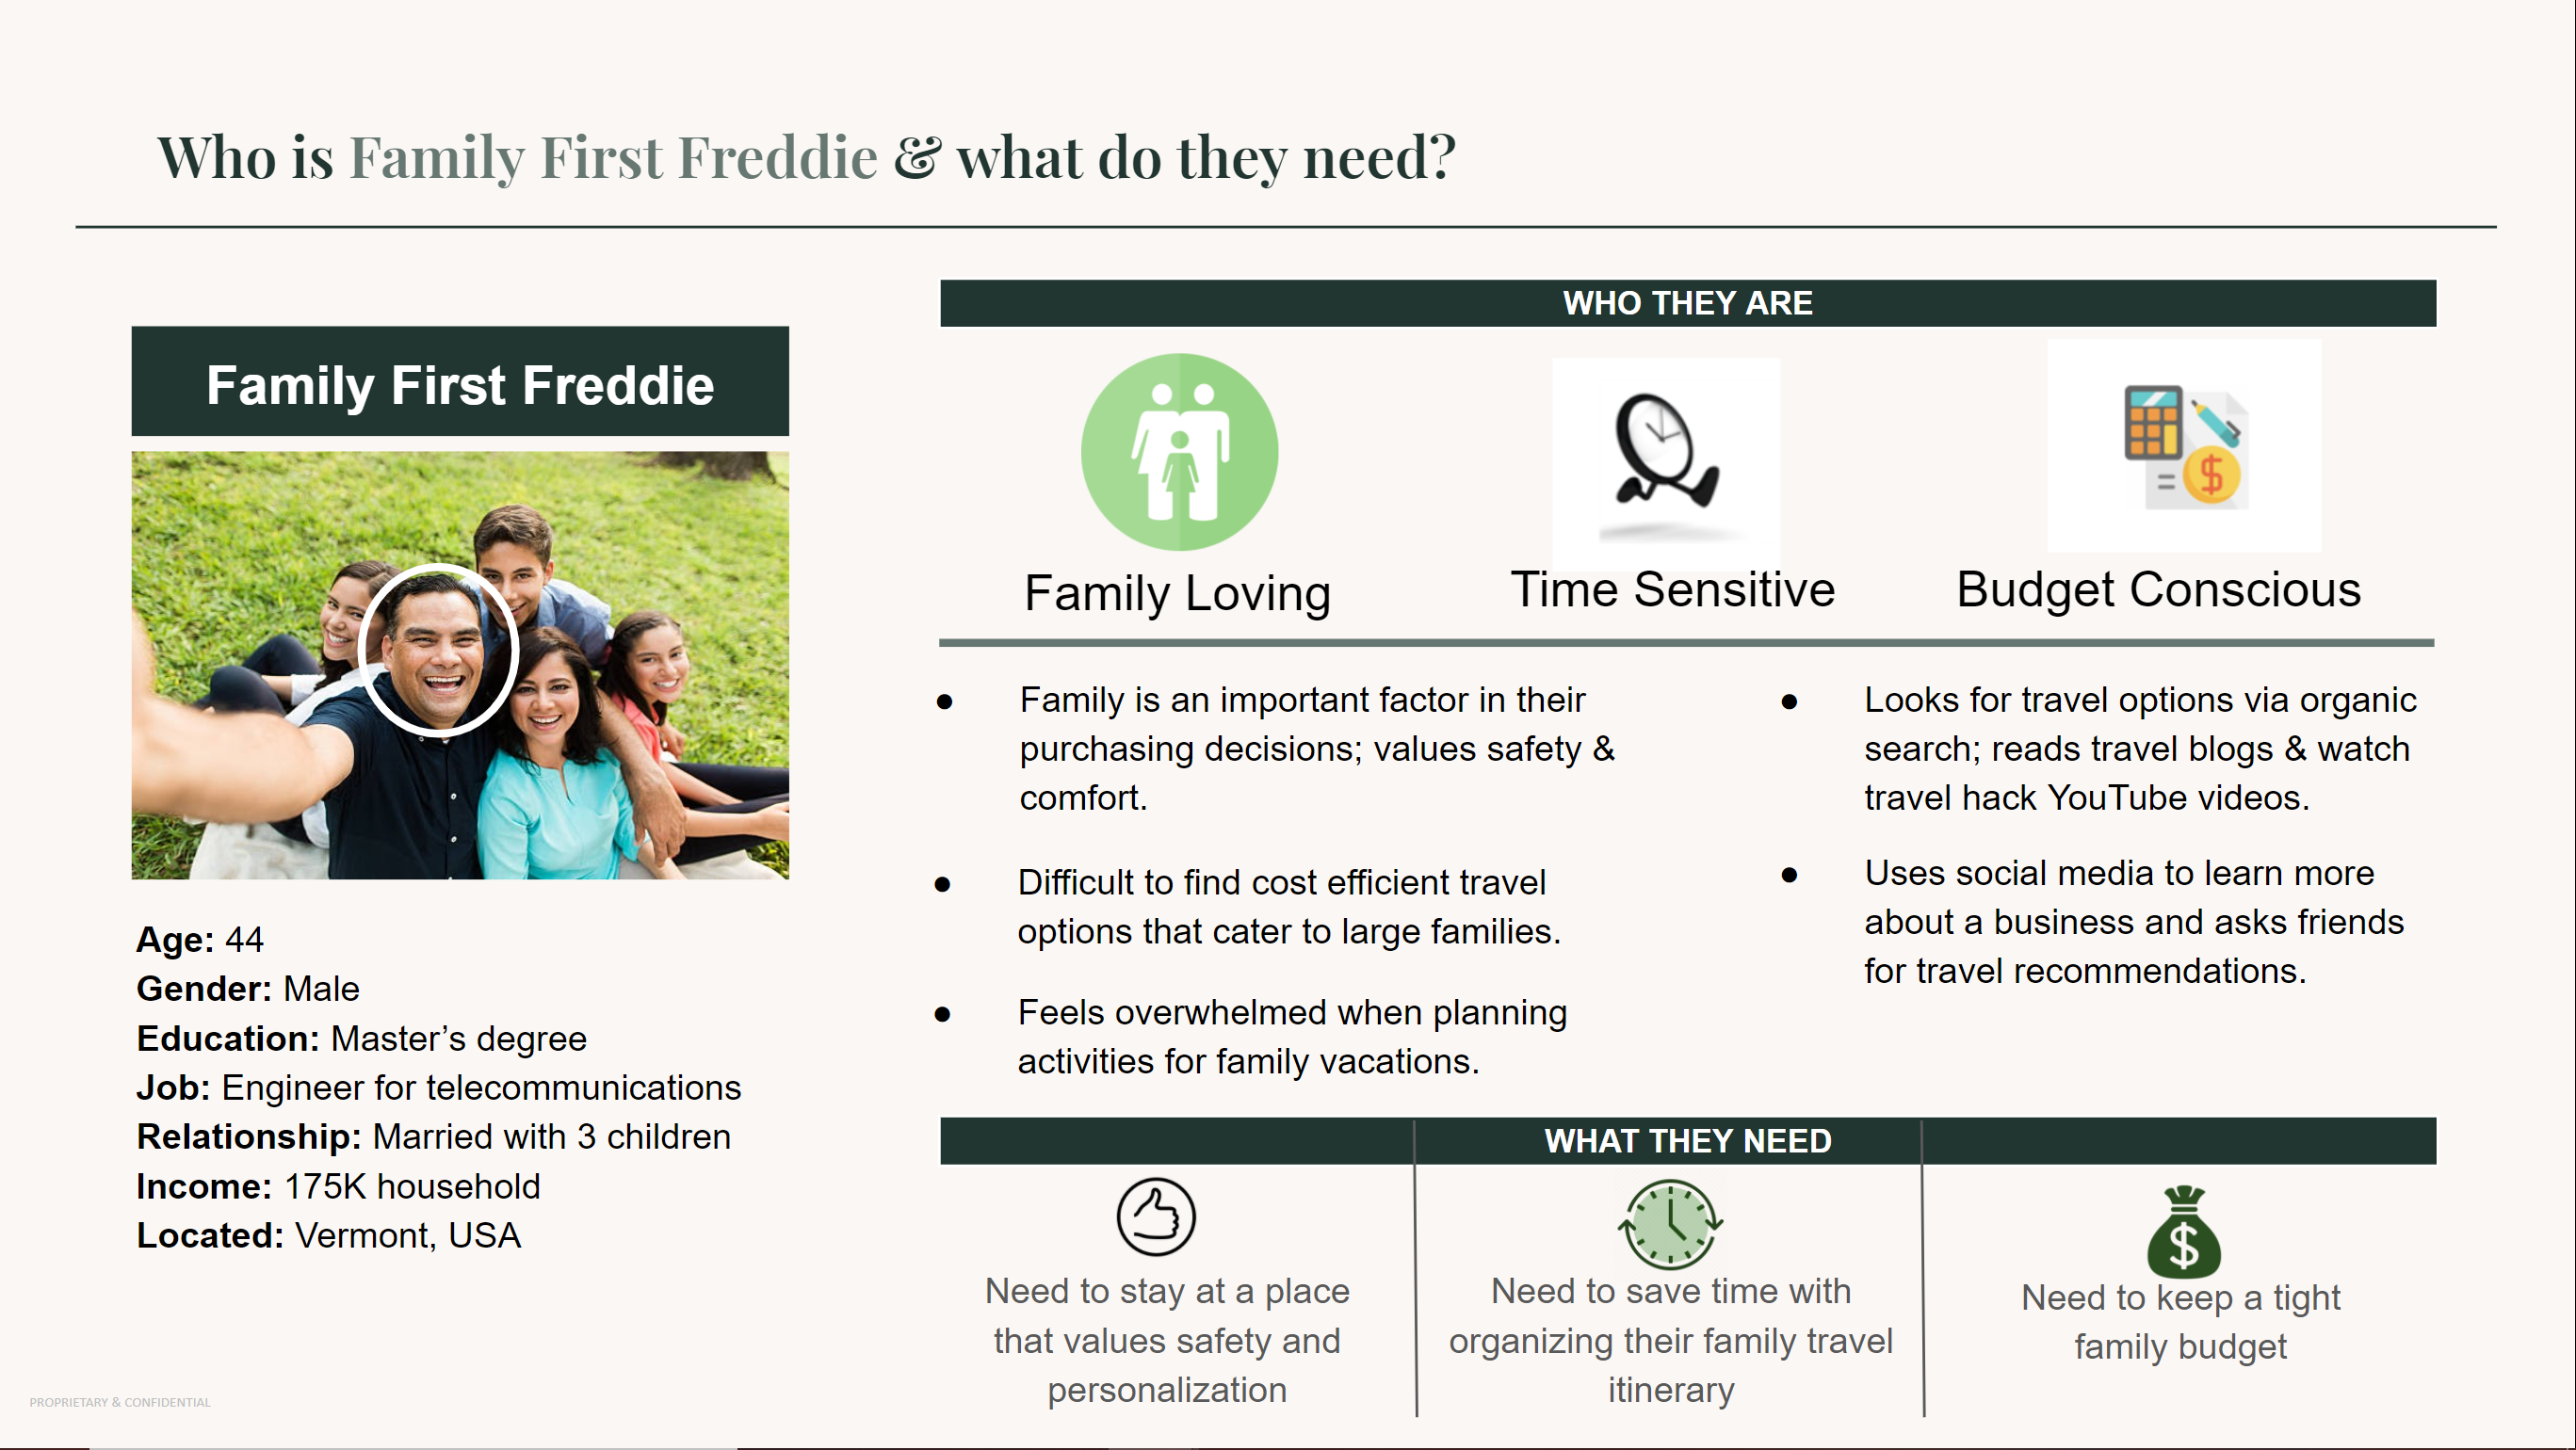 Who is Family First Freddie & what do they need?
Family First Freddie
Age: 44
Gender: Male
Education: Master’s degree
Job: Engineer for telecommunications
Relationship: Married with 3 children
Income: 175K household
Located: Vermont, USA
WHO THEY ARE
Family Loving
Time Sensitive
Budget Conscious
● Family is an important factor in their
purchasing decisions; values safety &
comfort.
● Difficult to find cost efficient travel
options that cater to large families.
● Feels overwhelmed when planning
activities for family vacations.
● Looks for travel options via organic
search; reads travel blogs & watch
travel hack YouTube videos.
● Uses social media to learn more
about a business and asks friends
for travel recommendations.
WHAT THEY NEED
Need to stay at a place
that values safety and
personalization
Need to save time with
organizing their family travel
itinerary
$
Need to keep a tight
family budget
PROPRIETARY & CONFIDENTIAL